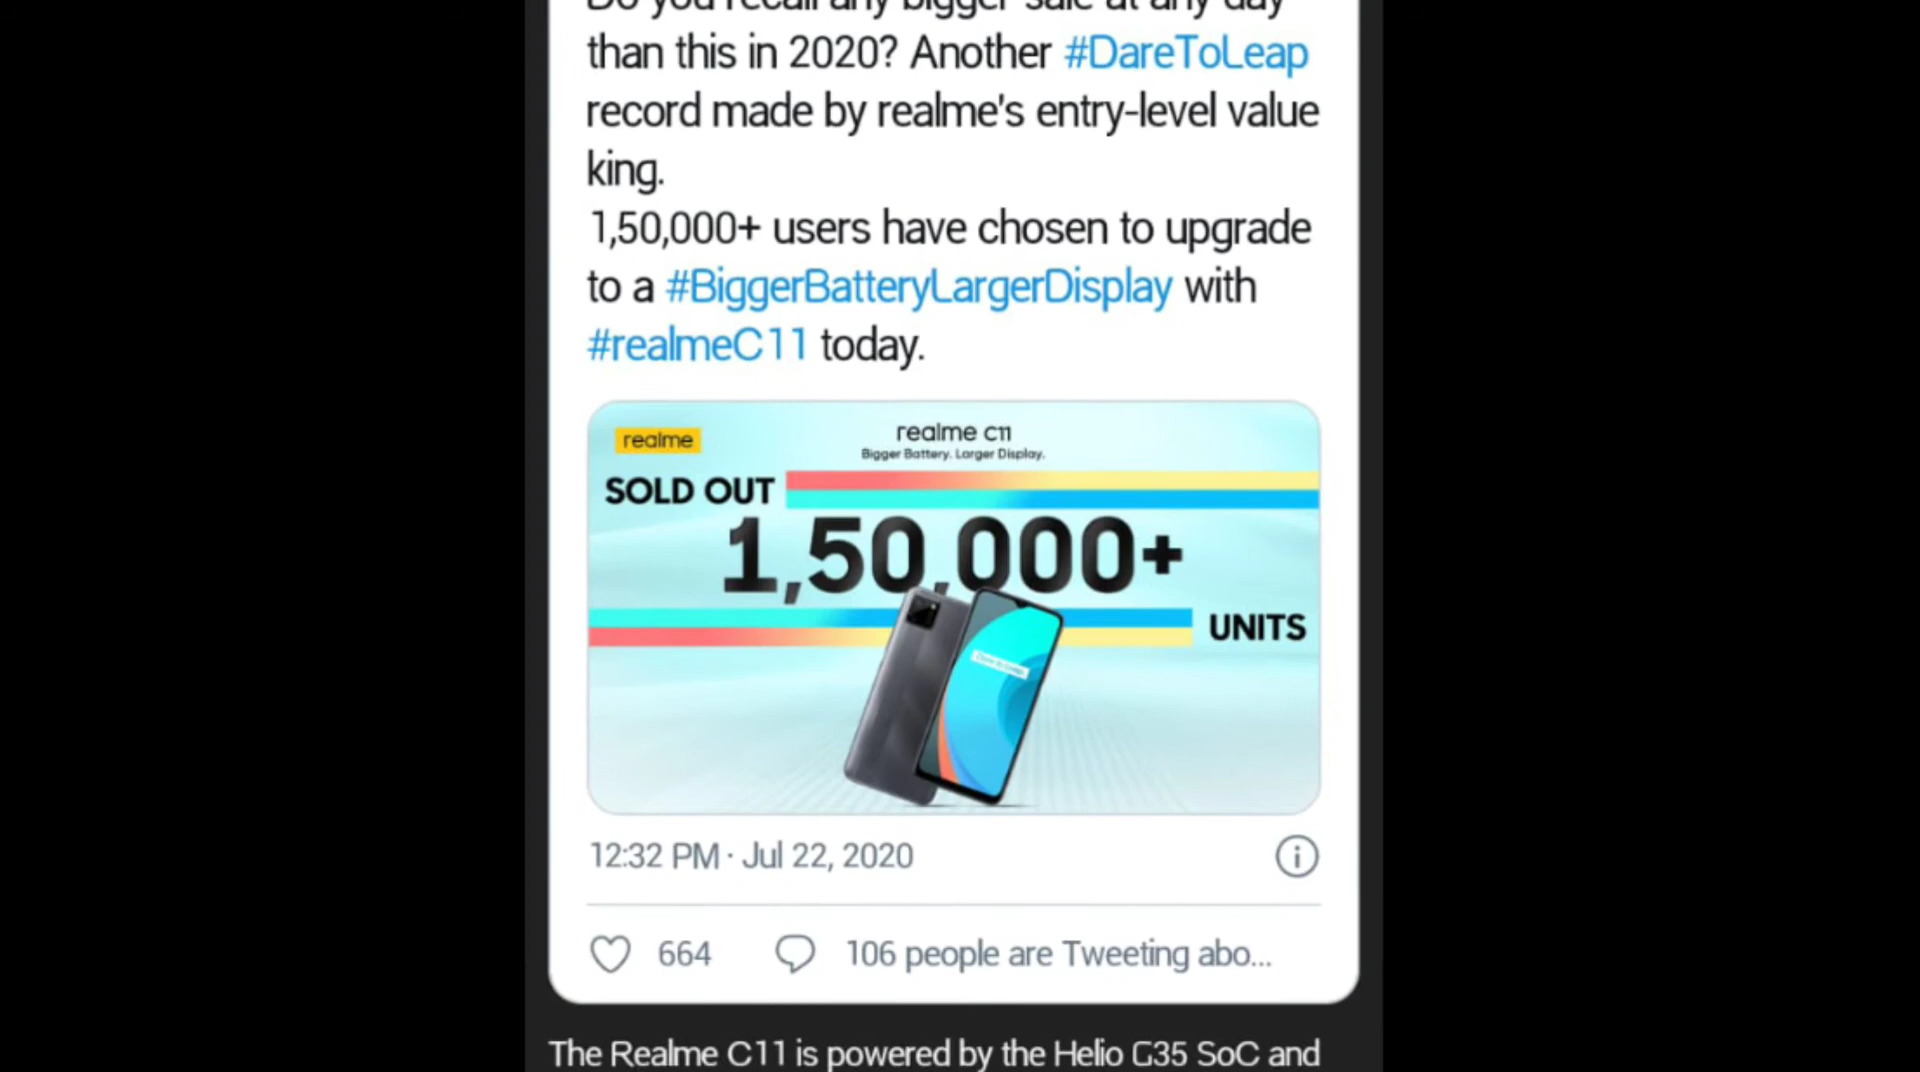 Do you recall any bigger sale at any day
than this in 2020? Another #DareToLeap
record made by realme's entry-level value
king.
1,50,000+ users have chosen to upgrade
to a #BiggerBatteryLargerDisplay with
#realmeC11 today.
realme
realme C11
Bigger Battery. Larger Display.
SOLD OUT
1,50,000+
UNITS
12:32 PM · Jul 22, 2020
664
106 people are Tweeting abo...
The Realme C11 is powered by the Helio G35 SoC and